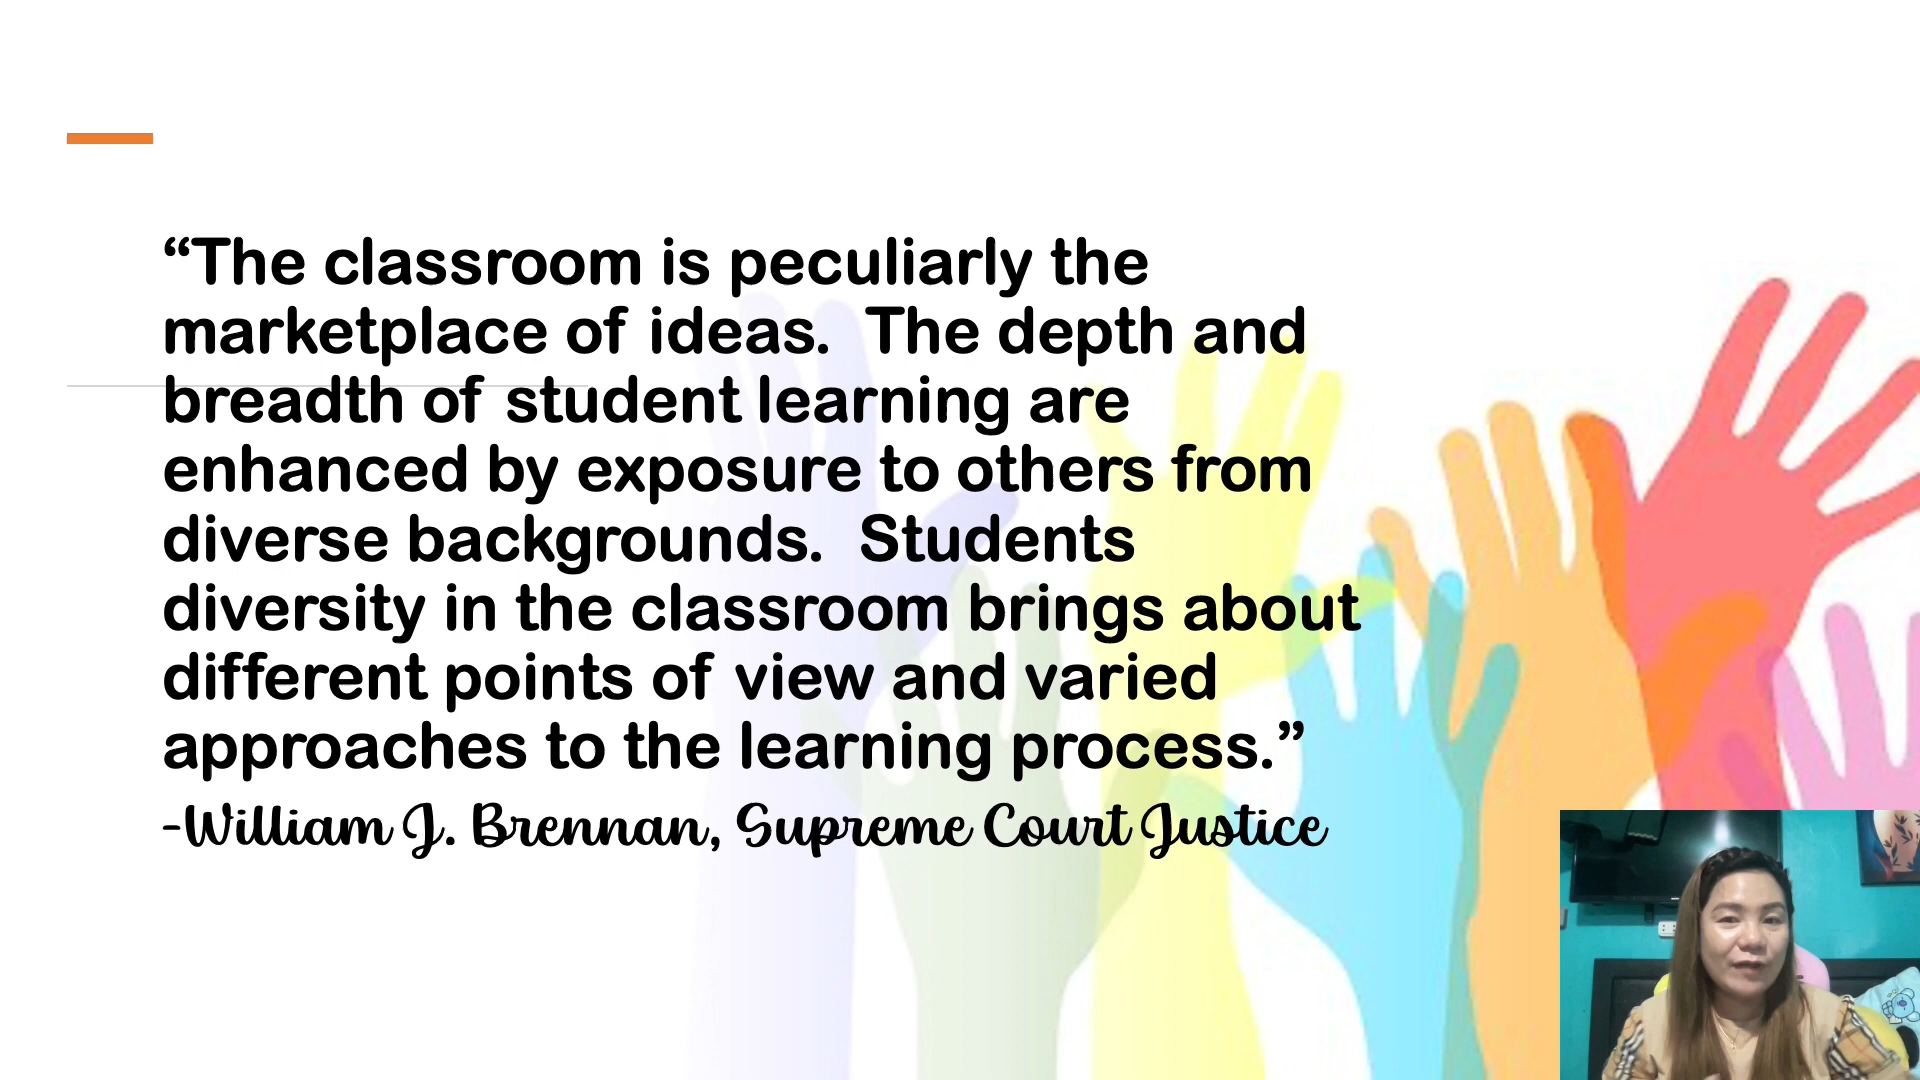 “The classroom is peculiarly the
marketplace of ideas.  The depth and
breadth of student learning are
enhanced by exposure to others from
diverse backgrounds.  Students
diversity in the classroom brings about
different points of view and varied
approaches to the learning process.”
-William J. Brennan, Supreme Court Justice